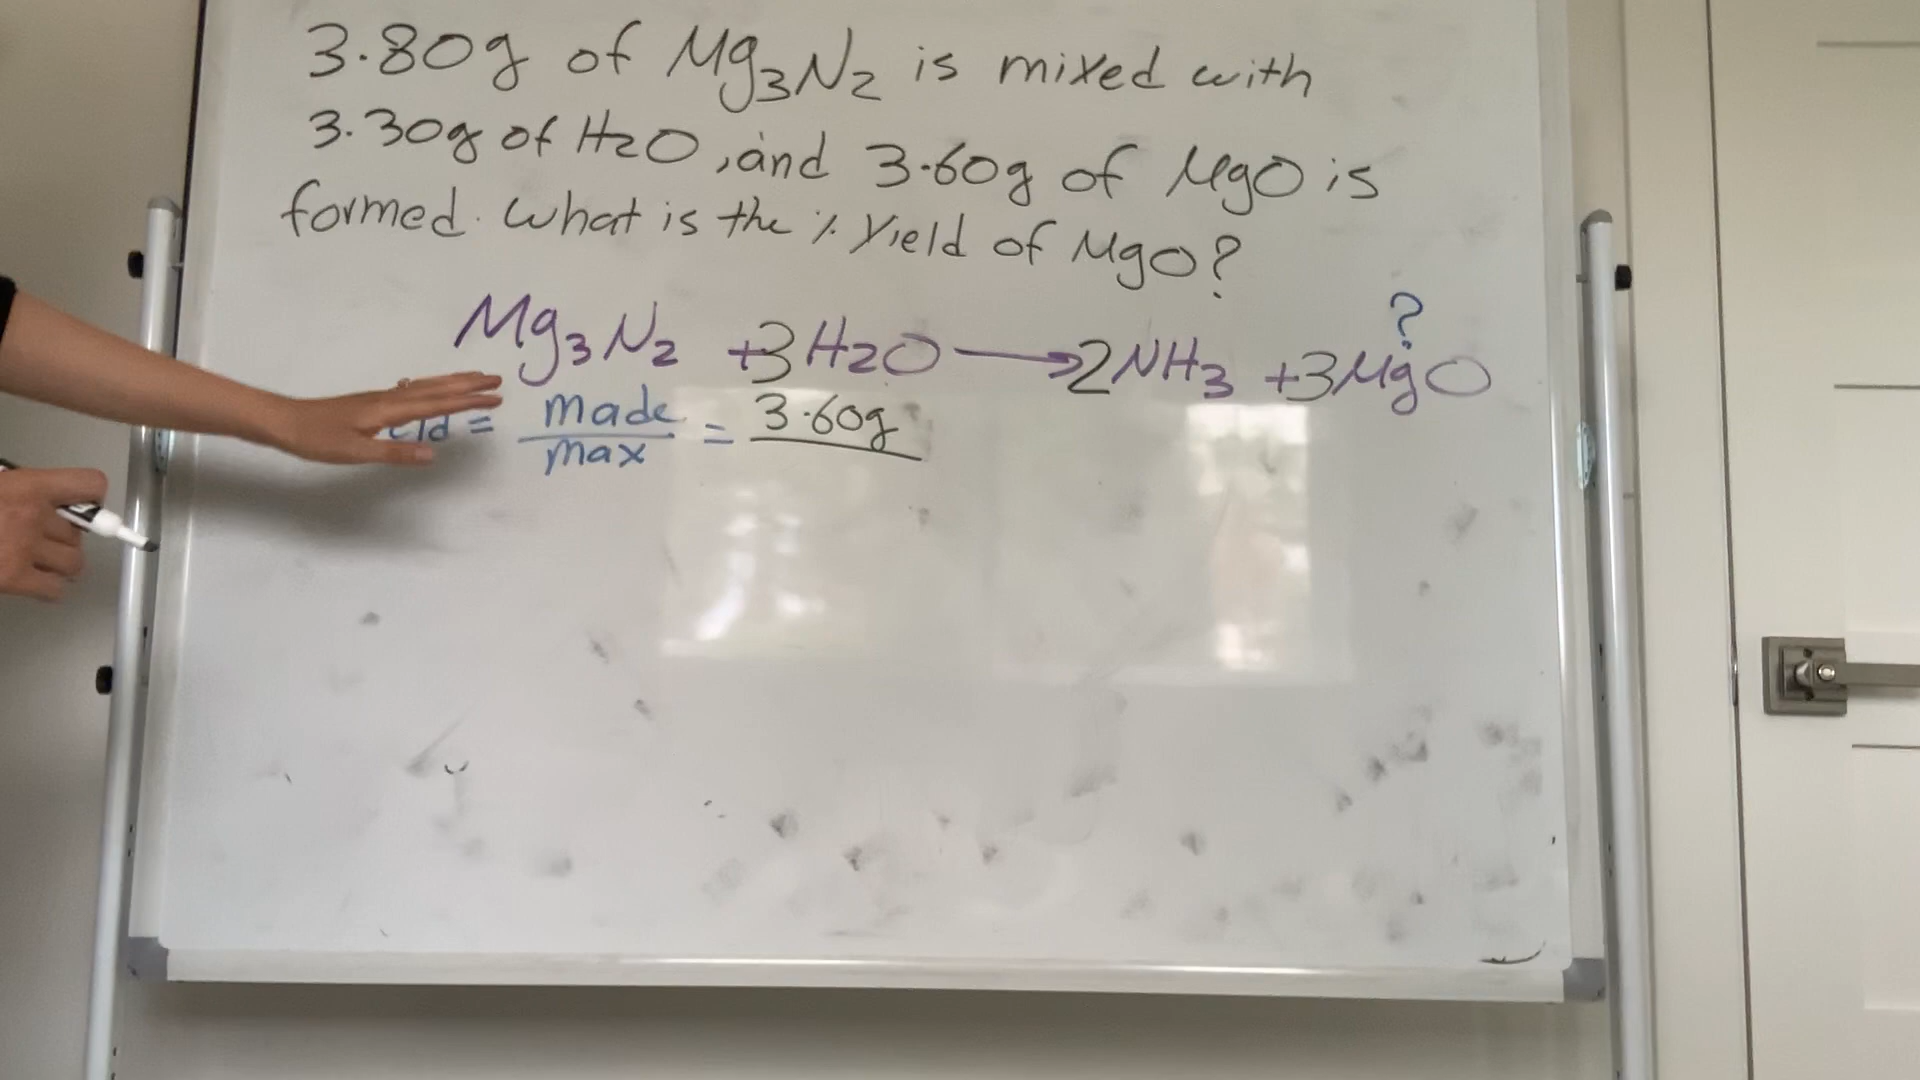 3.80g of Mg₃N₂ is mixed with
3.30g of H₂O, and 3.60g of MgO is
formed. What is the % Yield of MgO?
?
Mg₃N₂ + 3H₂O → 2NH₃ + 3MgO
= made/max = 3.60g